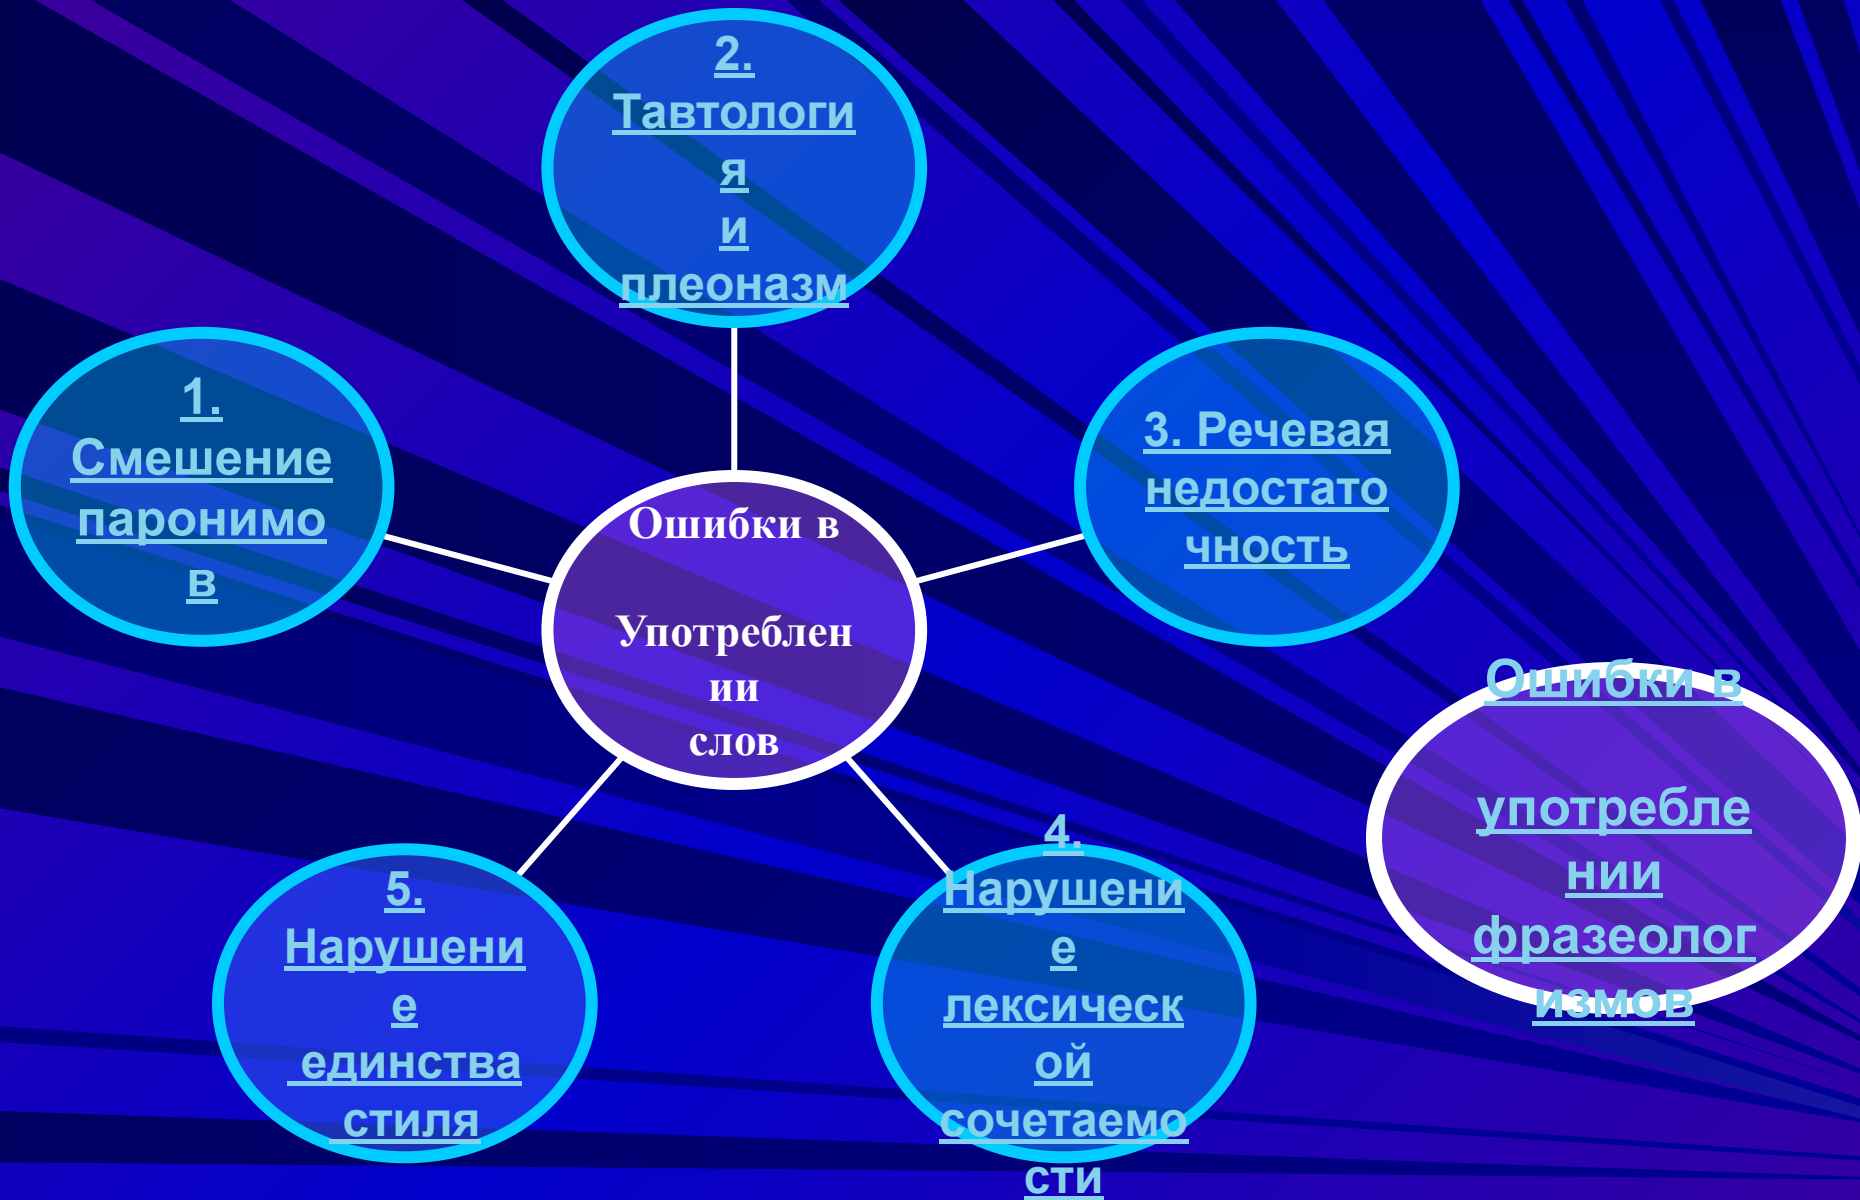 2.
Тавтологи
я
и
плеоназм
1.
Смешение
паронимо
в
3. Речевая
недостато
чность
Ошибки в
Употреблен
ии
слов
Ошибки в
употребле
нии
фразеолог
измов
5.
Нарушени
е
единства
стиля
4.
Нарушени
е
лексическ
ой
сочетаемо
сти